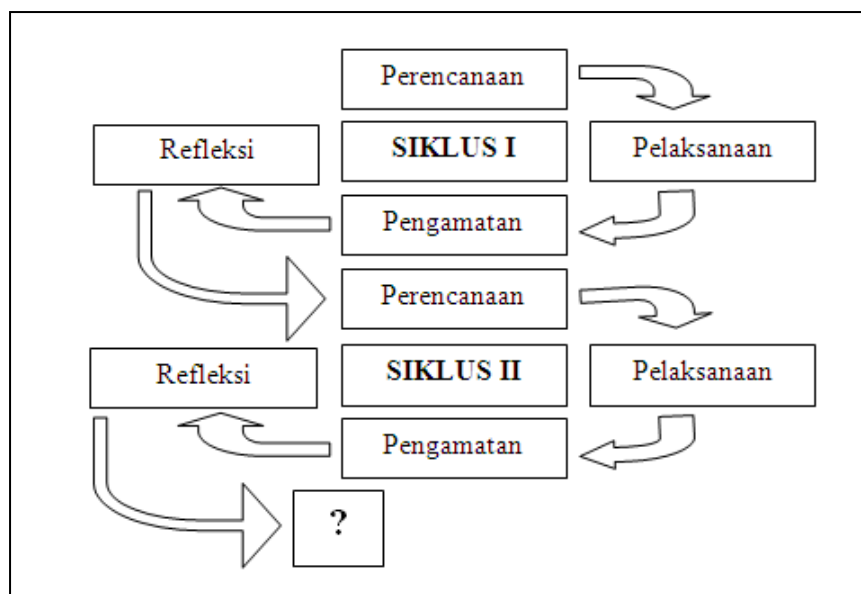 Perencanaan
Refleksi
SIKLUS I
Pelaksanaan
Pengamatan
Perencanaan
Refleksi
SIKLUS II
Pelaksanaan
Pengamatan
?